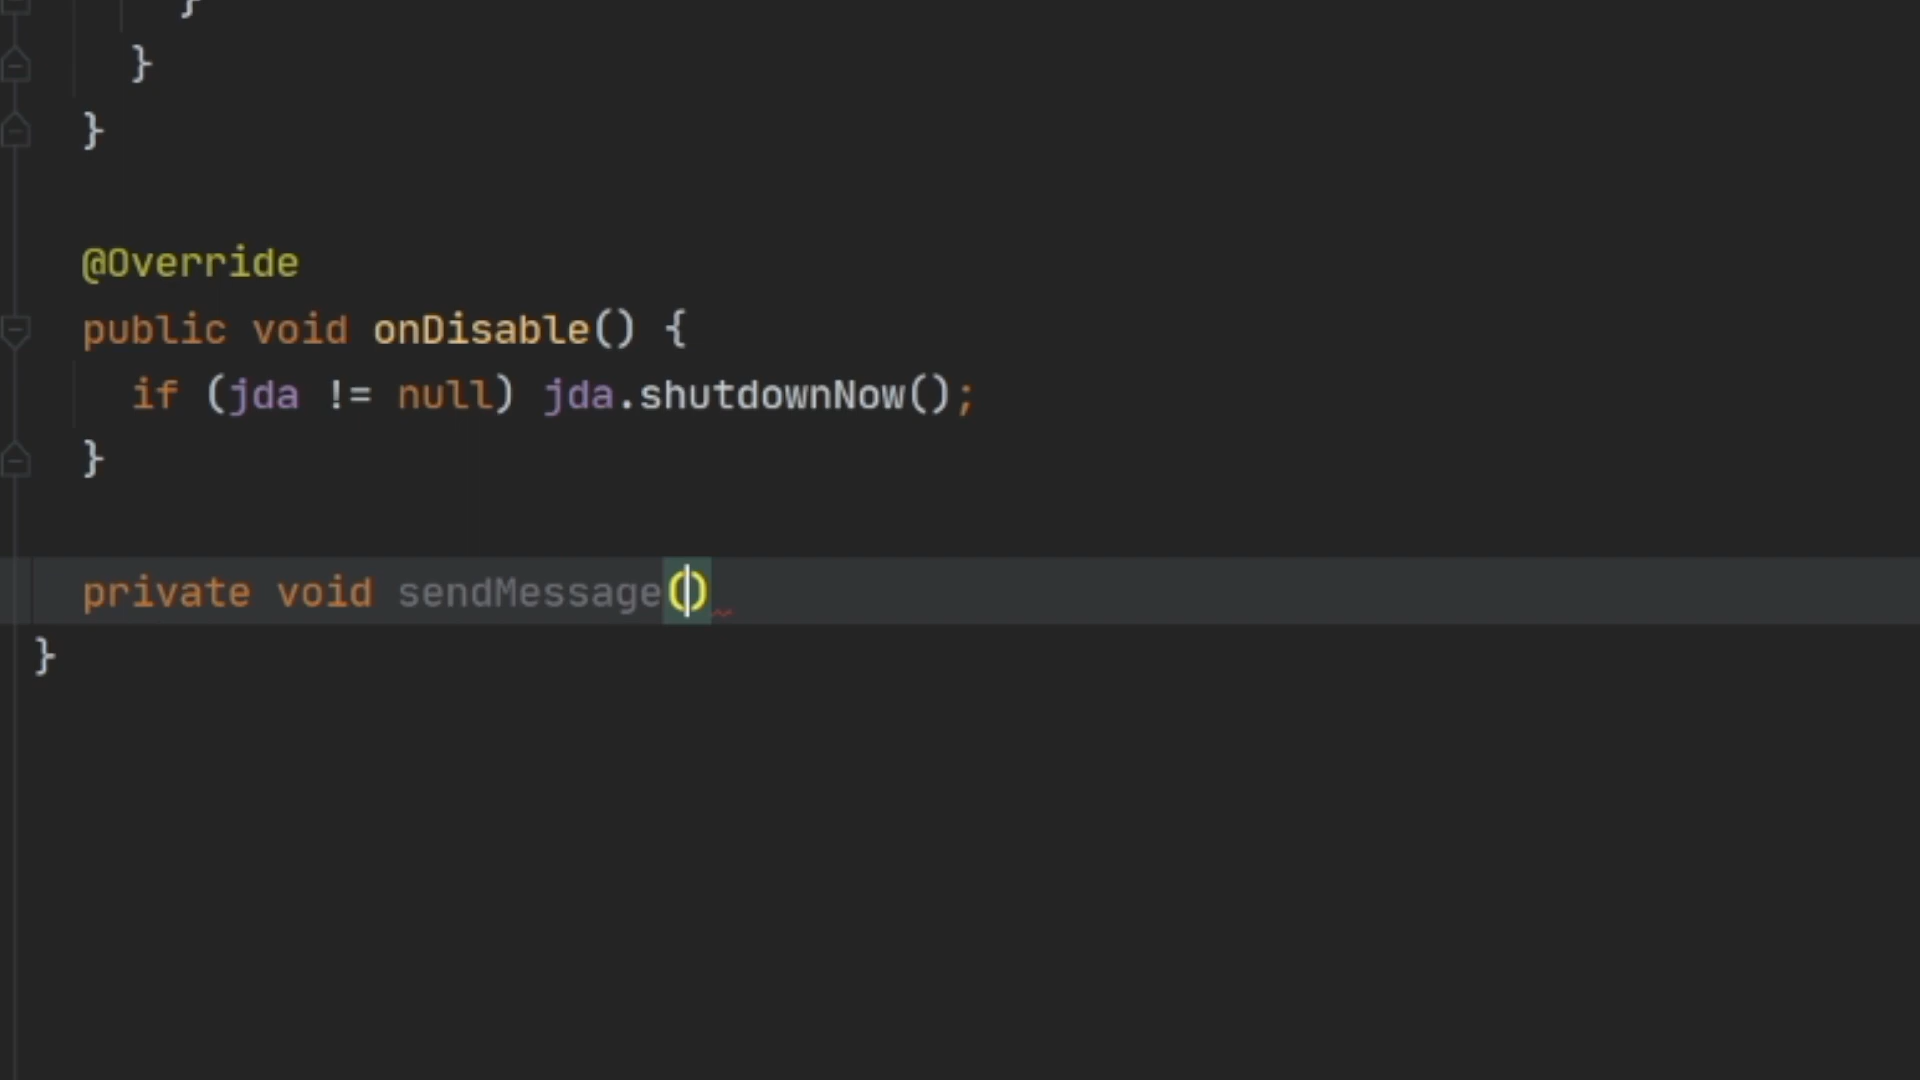 }
}
}
@Override
public void onDisable() {
if (jda != null) jda.shutdownNow();
}
private void sendMessage()
}